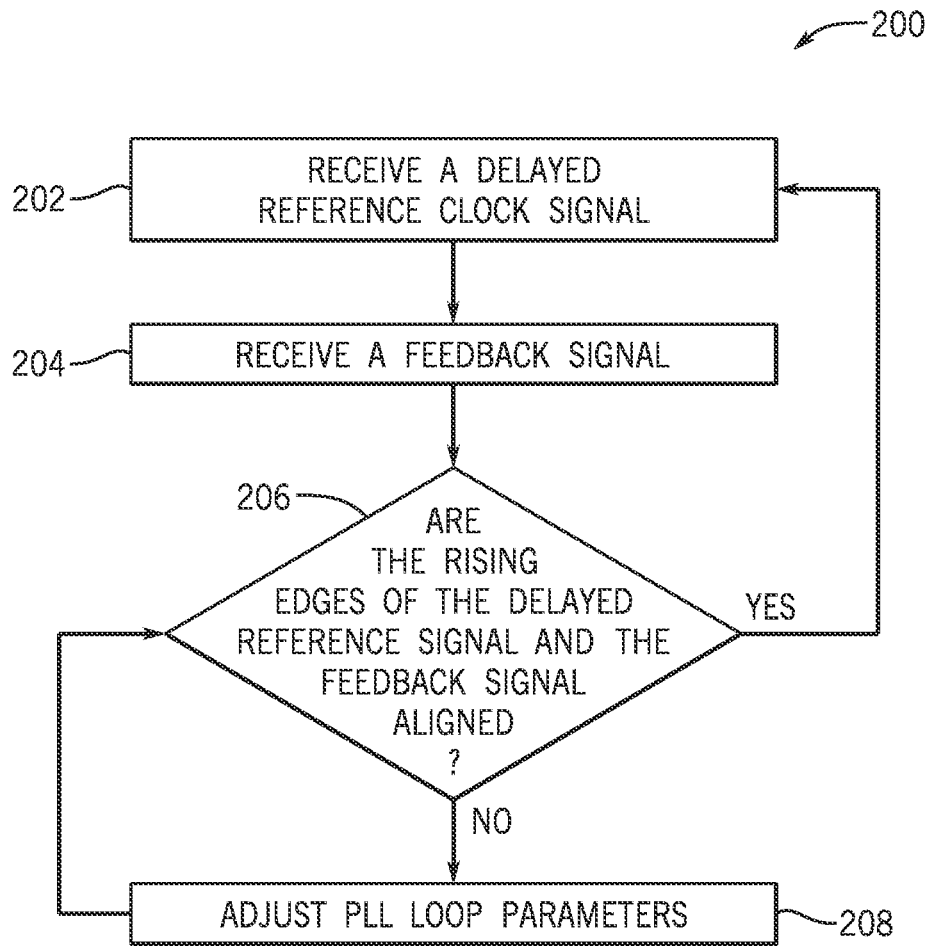 200
RECEIVE A DELAYED
REFERENCE CLOCK SIGNAL
202
RECEIVE A FEEDBACK SIGNAL
204
206
ARE
THE RISING
EDGES OF THE DELAYED
REFERENCE SIGNAL AND THE
FEEDBACK SIGNAL
ALIGNED
?
YES
NO
ADJUST PLL LOOP PARAMETERS
208